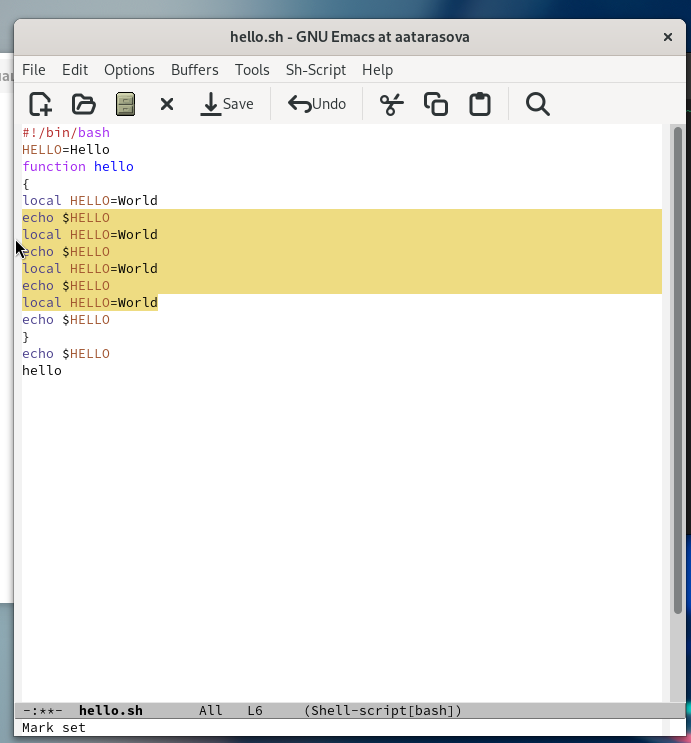 hello.sh - GNU Emacs at aatarasova
File Edit Options Buffers Tools Sh-Script Help
Save Undo
#!/bin/bash
HELLO=Hello
function hello
{
local HELLO=World
echo $HELLO
local HELLO=World
echo $HELLO
local HELLO=World
echo $HELLO
local HELLO=World
echo $HELLO
}
echo $HELLO
hello
-:**- hello.sh All L6 (Shell-script[bash])
Mark set